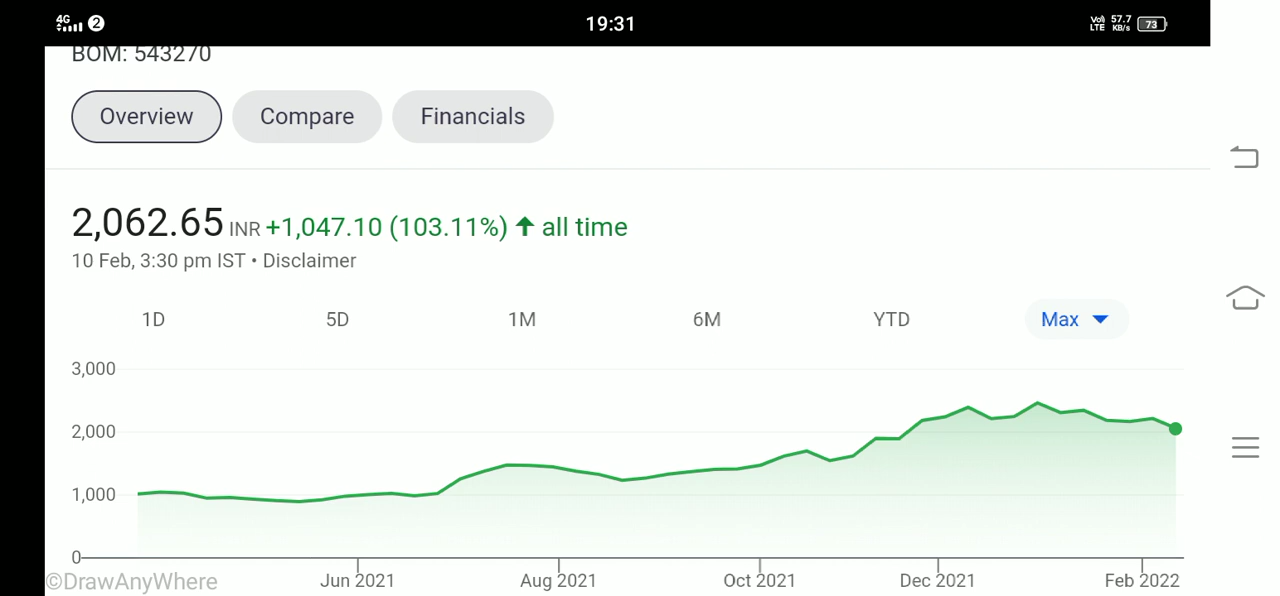 4G 2 19:31 Vo) LTE 57.7 KB/s 73
BOM: 543270
Overview Compare Financials
2,062.65 INR +1,047.10 (103.11%) ↑ all time
10 Feb, 3:30 pm IST • Disclaimer
1D 5D 1M 6M YTD Max
3,000
2,000
1,000
0
Jun 2021 Aug 2021 Oct 2021 Dec 2021 Feb 2022
©DrawAnyWhere